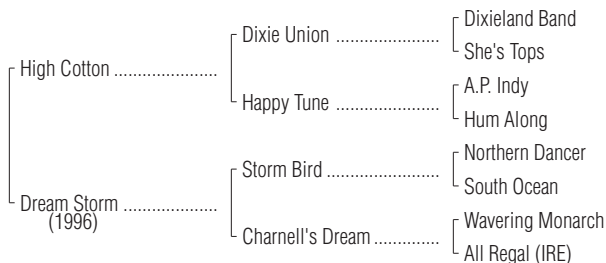 Dixieland Band
Dixie Union ......................
She's Tops
High Cotton ......................
A.P. Indy
Happy Tune ......................
Hum Along
Northern Dancer
Storm Bird ......................
South Ocean
Dream Storm ....................
(1996)
Wavering Monarch
Charnell's Dream ..............
All Regal (IRE)